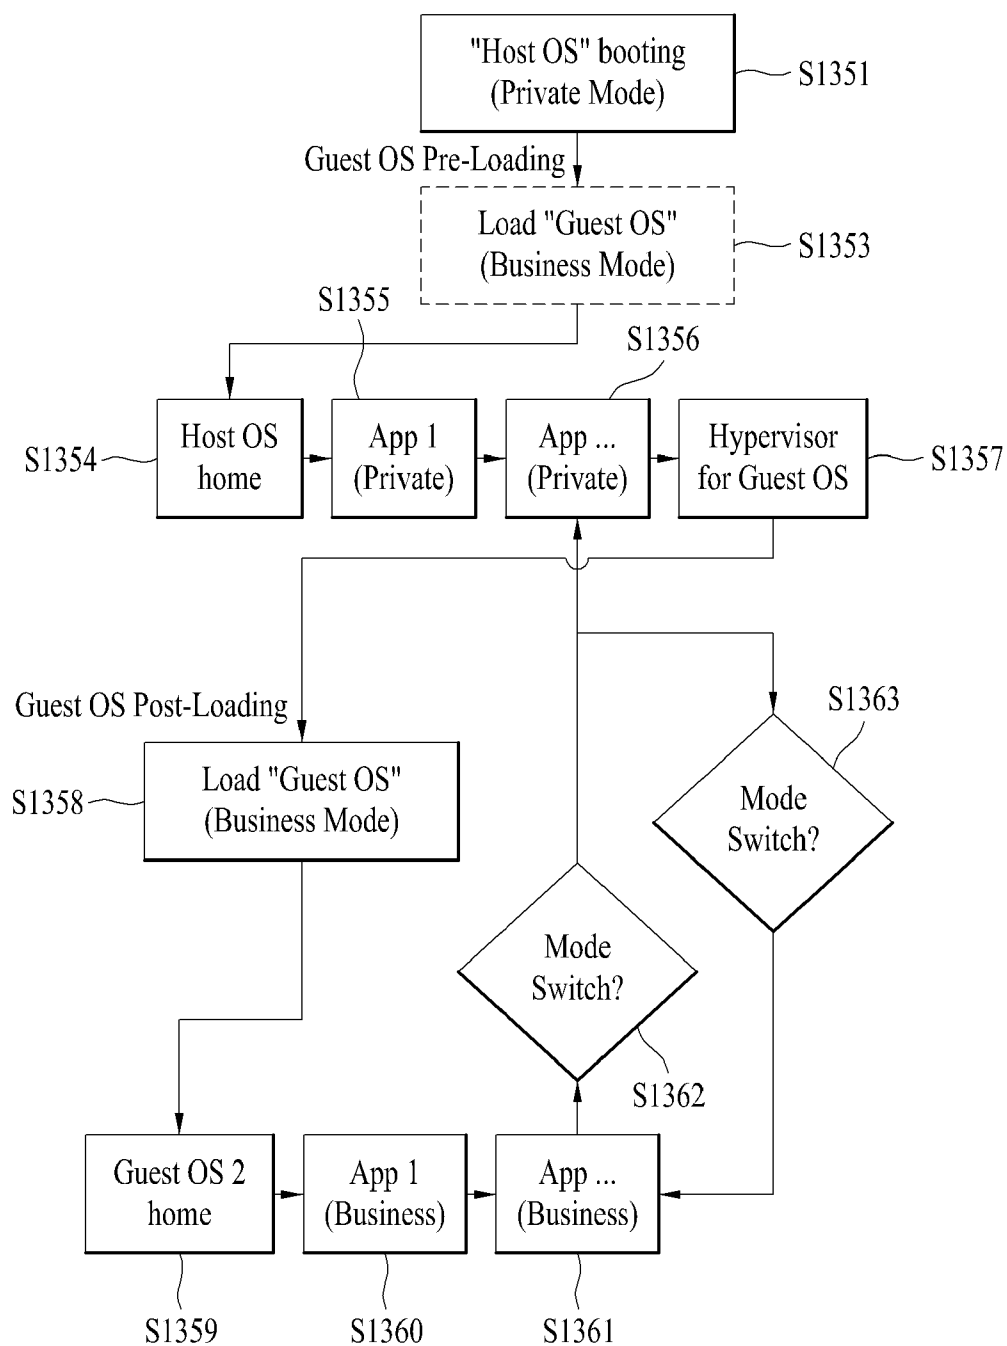 "Host OS" booting
(Private Mode)
S1351
Guest OS Pre-Loading
Load "Guest OS"
(Business Mode)
S1353
S1355
S1356
S1354
Host OS
home
App 1
(Private)
App ...
(Private)
Hypervisor
for Guest OS
S1357
Guest OS Post-Loading
S1363
S1358
Load "Guest OS"
(Business Mode)
Mode
Switch?
Mode
Switch?
S1362
Guest OS 2
home
App 1
(Business)
App ...
(Business)
S1359
S1360
S1361